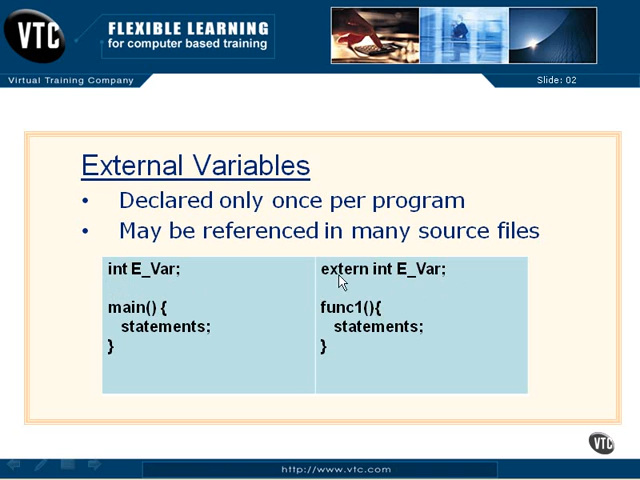 VTC
FLEXIBLE LEARNING
for computer based training
Virtual Training Company
Slide: 02
External Variables
• Declared only once per program
• May be referenced in many source files
int E_Var;
main() {
statements;
}
extern int E_Var;
func1(){
statements;
}
VTC
http://www.vtc.com